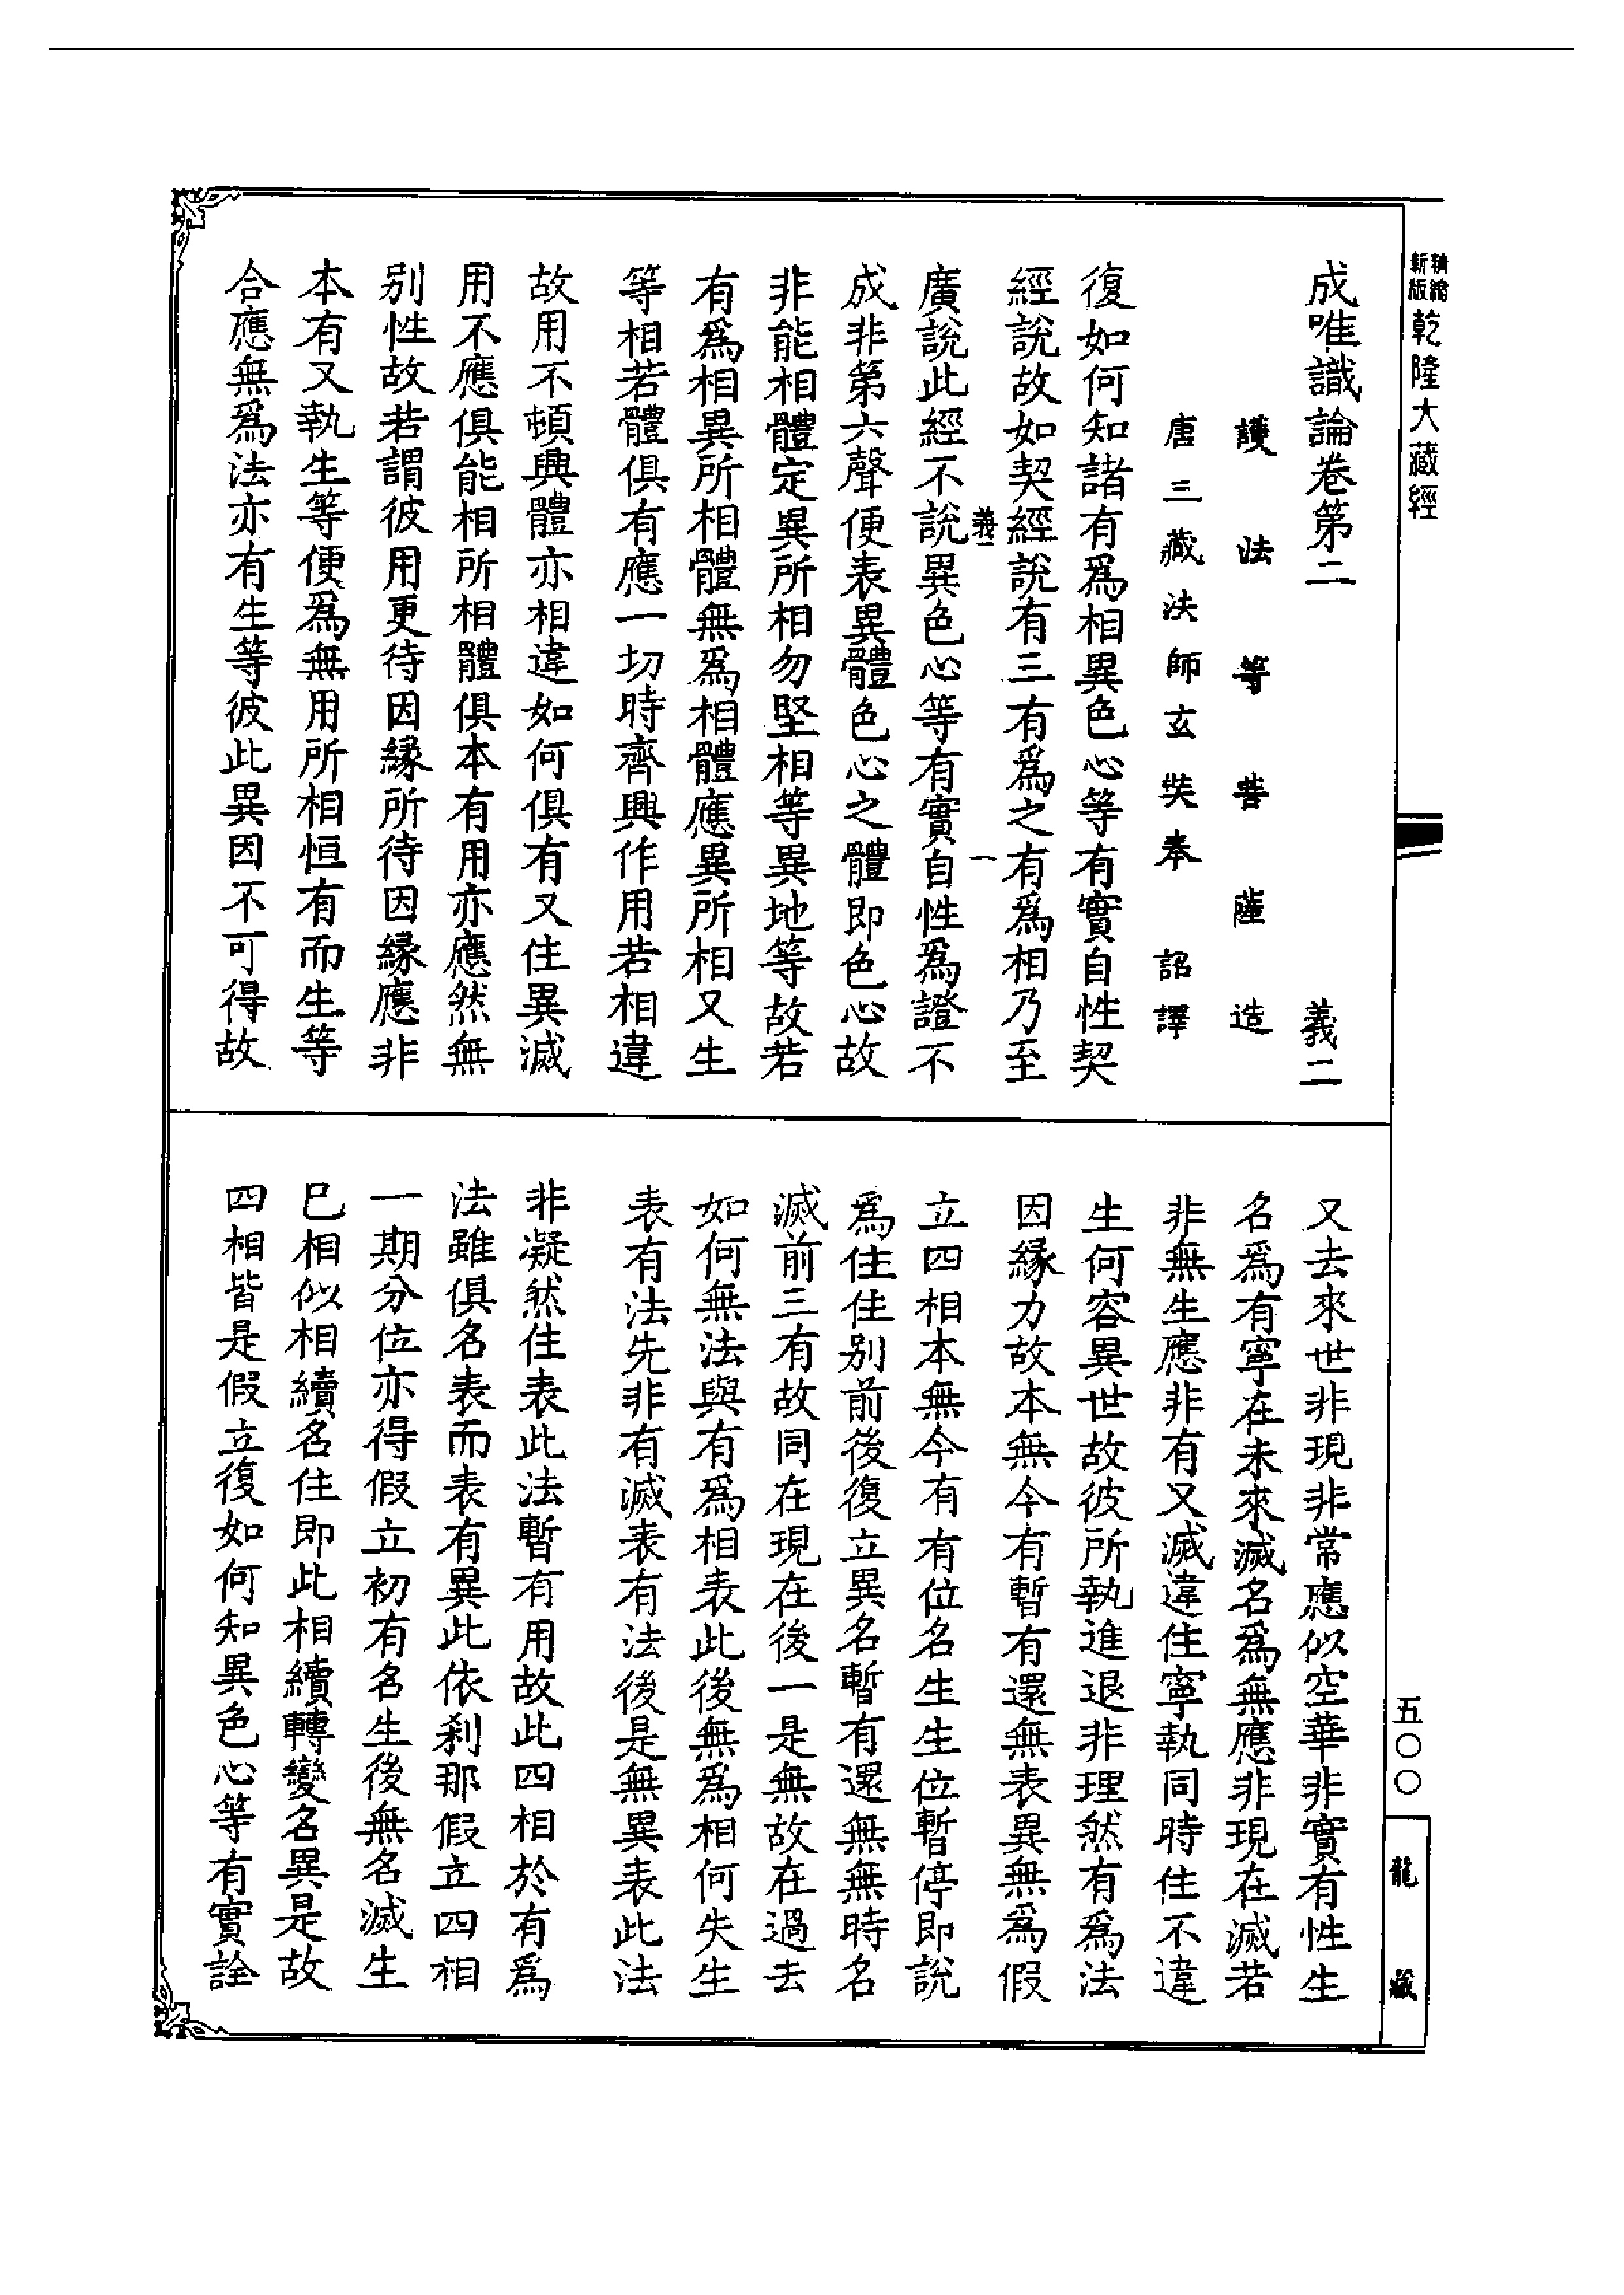 精縮新版乾隆大藏經
成唯識論卷第二　義二
護法等菩薩造
唐三藏法師玄奘奉　詔譯
復如何知諸有爲相異色心等有實自性契
經說故如契經說有三有爲之有爲相乃至
義二　一
廣說此經不說異色心等有實自性爲證不
成非第六聲便表異體色心之體即色心故
非能相體定異所相勿堅相等異地等故若
有爲相異所相體無爲相體應異所相又生
等相若體俱有應一切時齊興作用若相違
故用不頓興體亦相違如何俱有又住異滅
用不應俱能相所相體俱本有用亦應然無
別性故若謂彼用更待因緣所待因緣應非
本有又執生等便爲無用所相恒有而生等
合應無爲法亦有生等彼此異因不可得故
又去來世非現非常應似空華非實有性生
名爲有寧在未來滅名爲無應非現在滅若
非無生應非有又滅違住寧執同時住不違
生何容異世故彼所執進退非理然有爲法
因緣力故本無今有暫有還無表異無爲假
立四相本無今有有位名生生位暫停即說
爲住住別前後復立異名暫有還無無時名
滅前三有故同在現在後一是無故在過去
如何無法與有爲相表此後無爲相何失生
表有法先非有滅表有法後是無異表此法
非凝然住表此法暫有用故此四相於有爲
法雖俱名表而表有異此依刹那假立四相
一期分位亦得假立初有名生後無名滅生
已相似相續名住即此相續轉變名異是故
四相皆是假立復如何知異色心等有實詮
五〇〇
龍藏